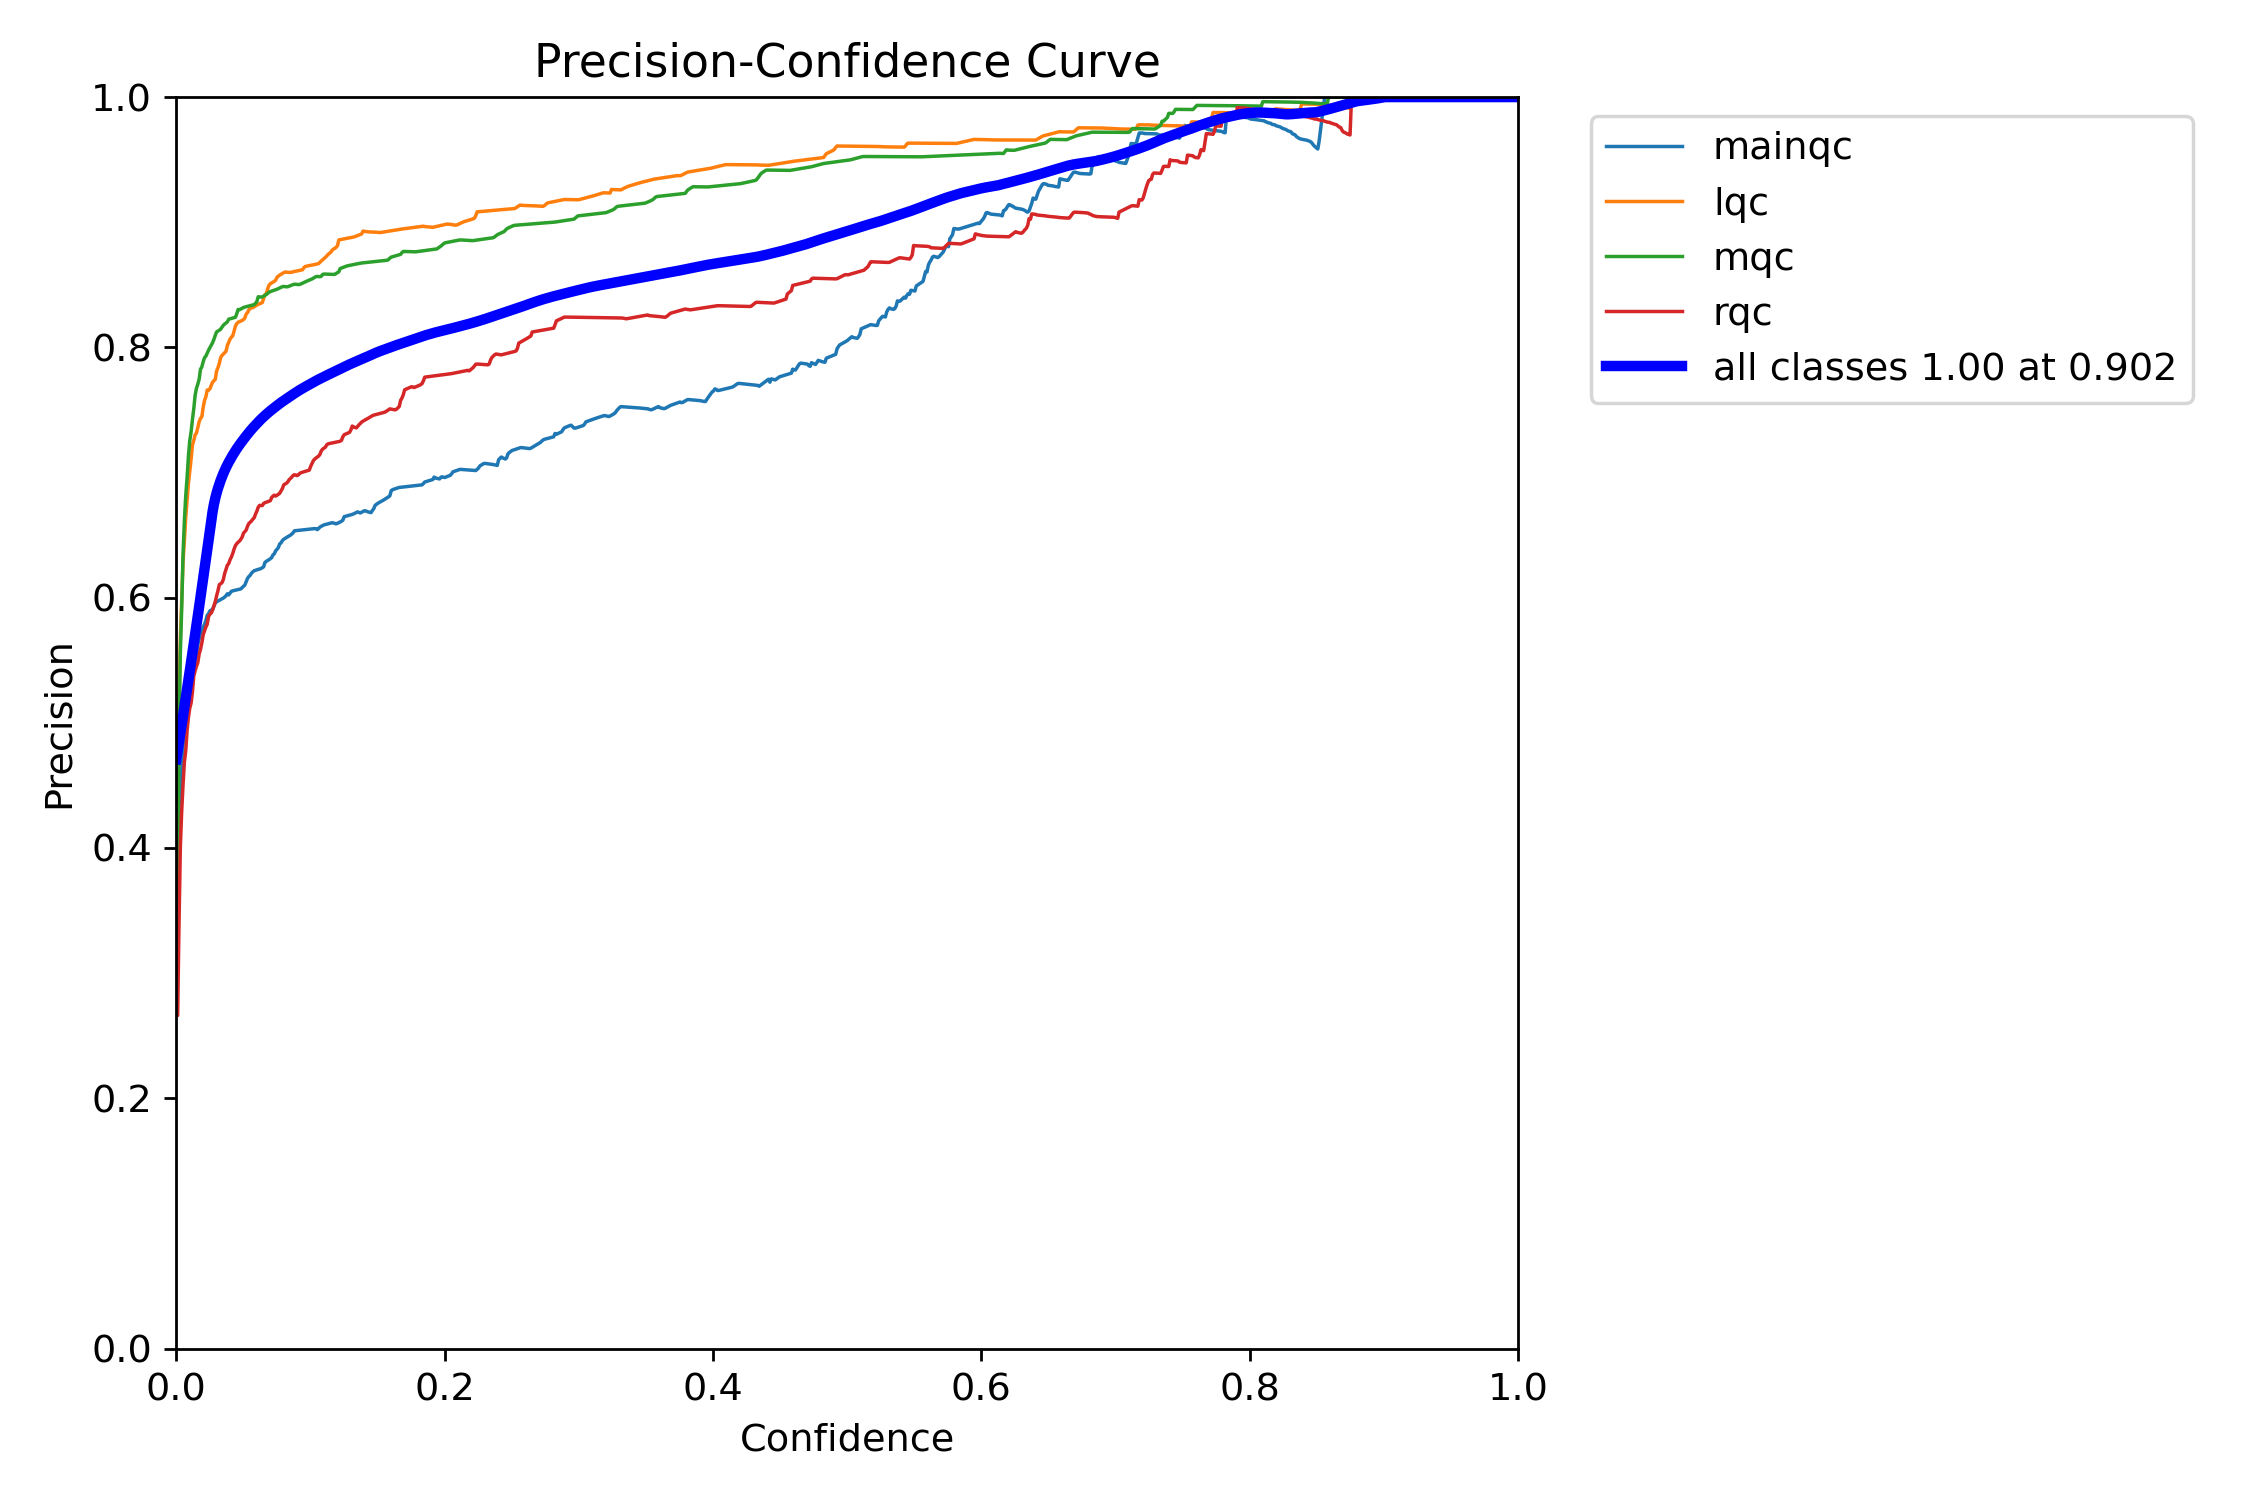 Precision-Confidence Curve
1.0
0.8
0.6
0.4
0.2
0.0
Precision
0.0 0.2 0.4 0.6 0.8 1.0
Confidence
mainqc
lqc
mqc
rqc
all classes 1.00 at 0.902